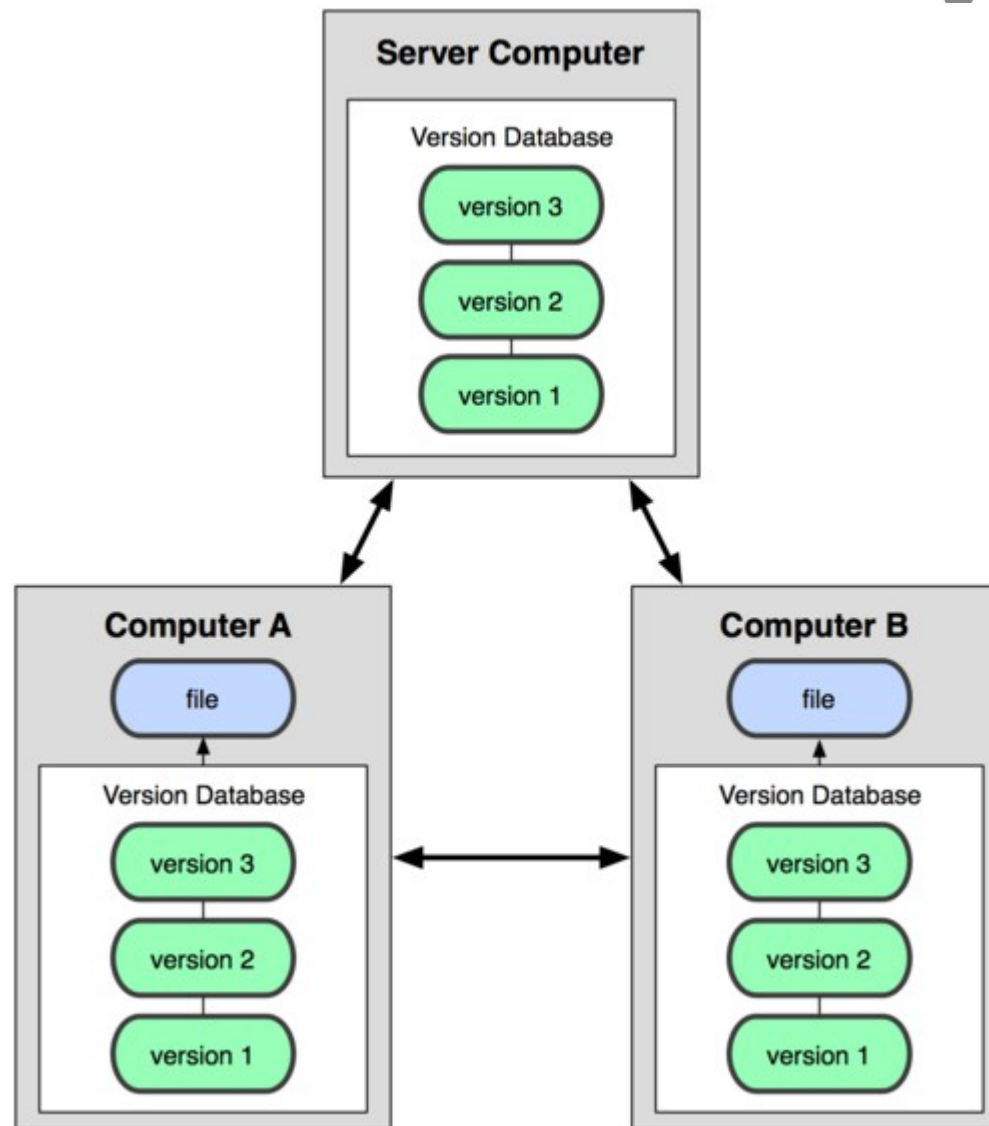 Server Computer
Version Database
version 3
version 2
version 1
Computer A
file
Version Database
version 3
version 2
version 1
Computer B
file
Version Database
version 3
version 2
version 1